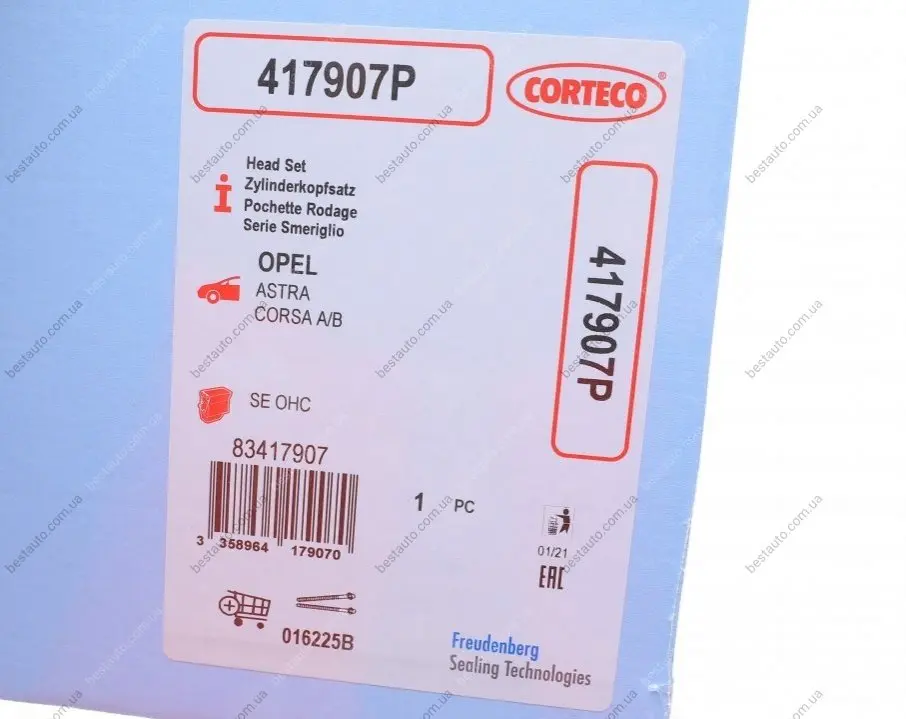 417907P
CORTECO®
Head Set
Zylinderkopfsatz
Pochette Rodage
Serie Smeriglio
OPEL
ASTRA
CORSA A/B
417907P
SE OHC
83417907
3 358964 179070
1 PC
01/21
EAC
016225B
Freudenberg
Sealing Technologies
bestauto.com.ua